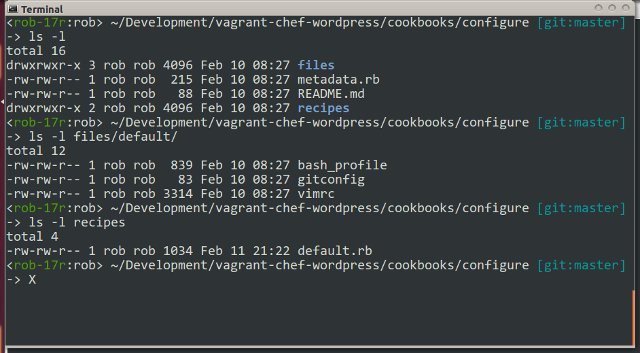 Terminal
<rob-17r:rob> ~/Development/vagrant-chef-wordpress/cookbooks/configure [git:master]
-> ls -l
total 16
drwxrwxr-x 3 rob rob 4096 Feb 10 08:27 files
-rw-rw-r-- 1 rob rob  215 Feb 10 08:27 metadata.rb
-rw-rw-r-- 1 rob rob   88 Feb 10 08:27 README.md
drwxrwxr-x 2 rob rob 4096 Feb 10 08:27 recipes
<rob-17r:rob> ~/Development/vagrant-chef-wordpress/cookbooks/configure [git:master]
-> ls -l files/default/
total 12
-rw-rw-r-- 1 rob rob  839 Feb 10 08:27 bash_profile
-rw-rw-r-- 1 rob rob   83 Feb 10 08:27 gitconfig
-rw-rw-r-- 1 rob rob 3314 Feb 10 08:27 vimrc
<rob-17r:rob> ~/Development/vagrant-chef-wordpress/cookbooks/configure [git:master]
-> ls -l recipes
total 4
-rw-rw-r-- 1 rob rob 1034 Feb 11 21:22 default.rb
<rob-17r:rob> ~/Development/vagrant-chef-wordpress/cookbooks/configure [git:master]
-> X